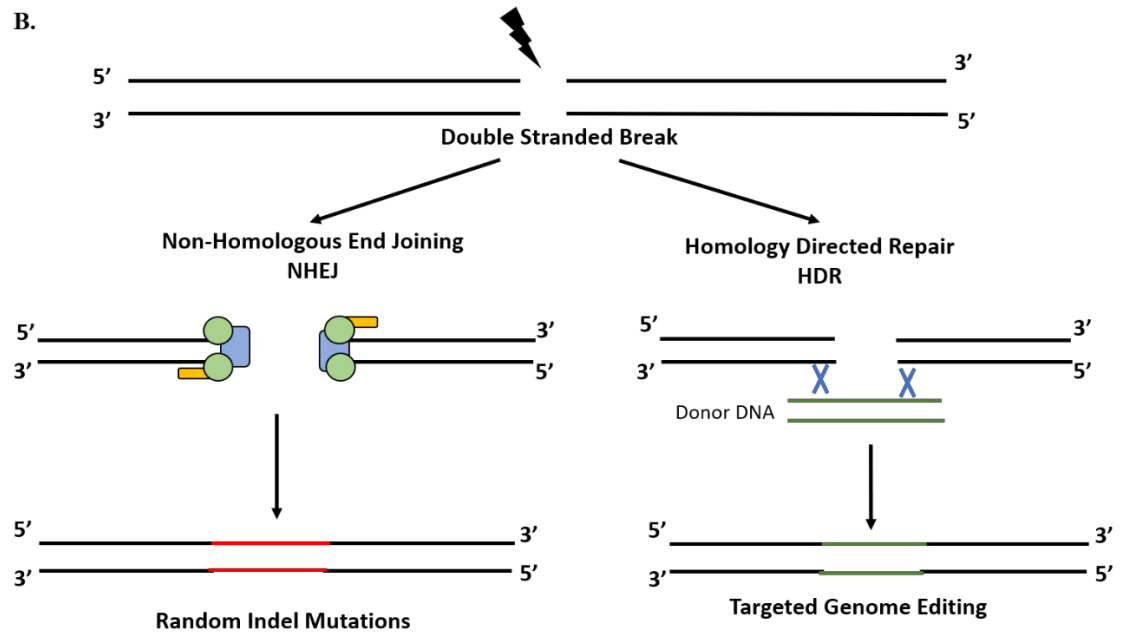 B.
5’ 3’
3’ 5’
Double Stranded Break
Non-Homologous End Joining
NHEJ
5’ 3’
3’ 5’
Random Indel Mutations
5’ 3’
3’ 5’
Homology Directed Repair
HDR
5’ 3’
3’ 5’
Donor DNA
5’ 3’
3’ 5’
Targeted Genome Editing